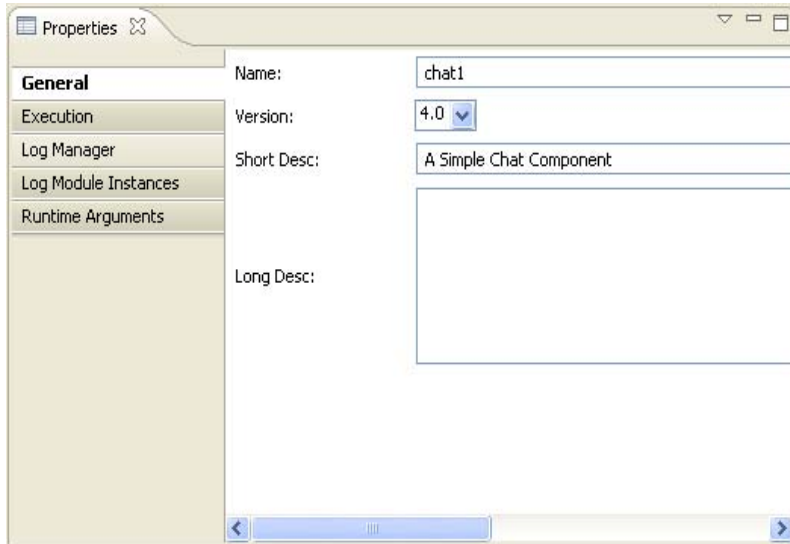 Properties
General
Execution
Log Manager
Log Module Instances
Runtime Arguments
Name: chat1
Version: 4.0
Short Desc: A Simple Chat Component
Long Desc: